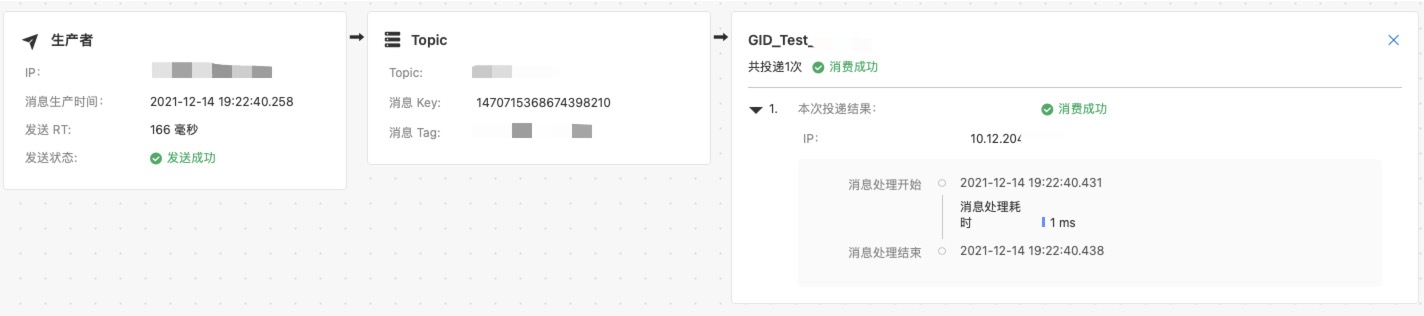 生产者
IP:
消息生产时间: 2021-12-14 19:22:40.258
发送 RT: 166 毫秒
发送状态: 发送成功
Topic
Topic:
消息 Key: 1470715368674398210
消息 Tag:
GID_Test_
共投递1次 消费成功
1. 本次投递结果: 消费成功
IP: 10.12.204
消息处理开始 2021-12-14 19:22:40.431
消息处理耗
时 1 ms
消息处理结束 2021-12-14 19:22:40.438